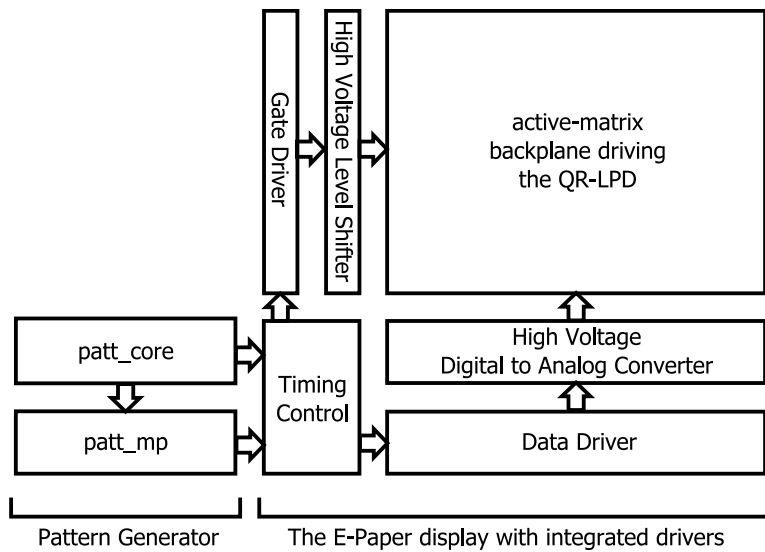 Gate Driver
High Voltage Level Shifter
active-matrix
backplane driving
the QR-LPD
patt_core
Timing
Control
High Voltage
Digital to Analog Converter
patt_mp
Data Driver
Pattern Generator
The E-Paper display with integrated drivers